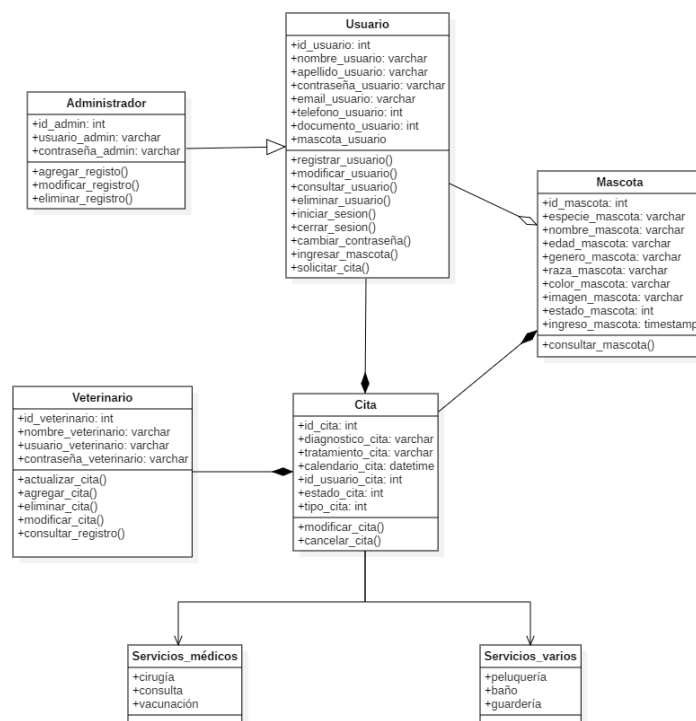 Usuario
+id_usuario: int
+nombre_usuario: varchar
+apellido_usuario: varchar
+contraseña_usuario: varchar
+email_usuario: varchar
+telefono_usuario: int
+documento_usuario: int
+mascota_usuario
+registrar_usuario()
+modificar_usuario()
+consultar_usuario()
+eliminar_usuario()
+iniciar_sesion()
+cerrar_sesion()
+cambiar_contraseña()
+ingresar_mascota()
+solicitar_cita()
Administrador
+id_admin: int
+usuario_admin: varchar
+contraseña_admin: varchar
+agregar_registo()
+modificar_registro()
+eliminar_registro()
Mascota
+id_mascota: int
+especie_mascota: varchar
+nombre_mascota: varchar
+edad_mascota: varchar
+genero_mascota: varchar
+raza_mascota: varchar
+color_mascota: varchar
+imagen_mascota: varchar
+estado_mascota: int
+ingreso_mascota: timestamp
+consultar_mascota()
Veterinario
+id_veterinario: int
+nombre_veterinario: varchar
+usuario_veterinario: varchar
+contraseña_veterinario: varchar
+actualizar_cita()
+agregar_cita()
+eliminar_cita()
+modificar_cita()
+consultar_registro()
Cita
+id_cita: int
+diagnostico_cita: varchar
+tratamiento_cita: varchar
+calendario_cita: datetime
+id_usuario_cita: int
+estado_cita: int
+tipo_cita: int
+modificar_cita()
+cancelar_cita()
Servicios_médicos
+cirugía
+consulta
+vacunación
Servicios_varios
+peluquería
+baño
+guardería